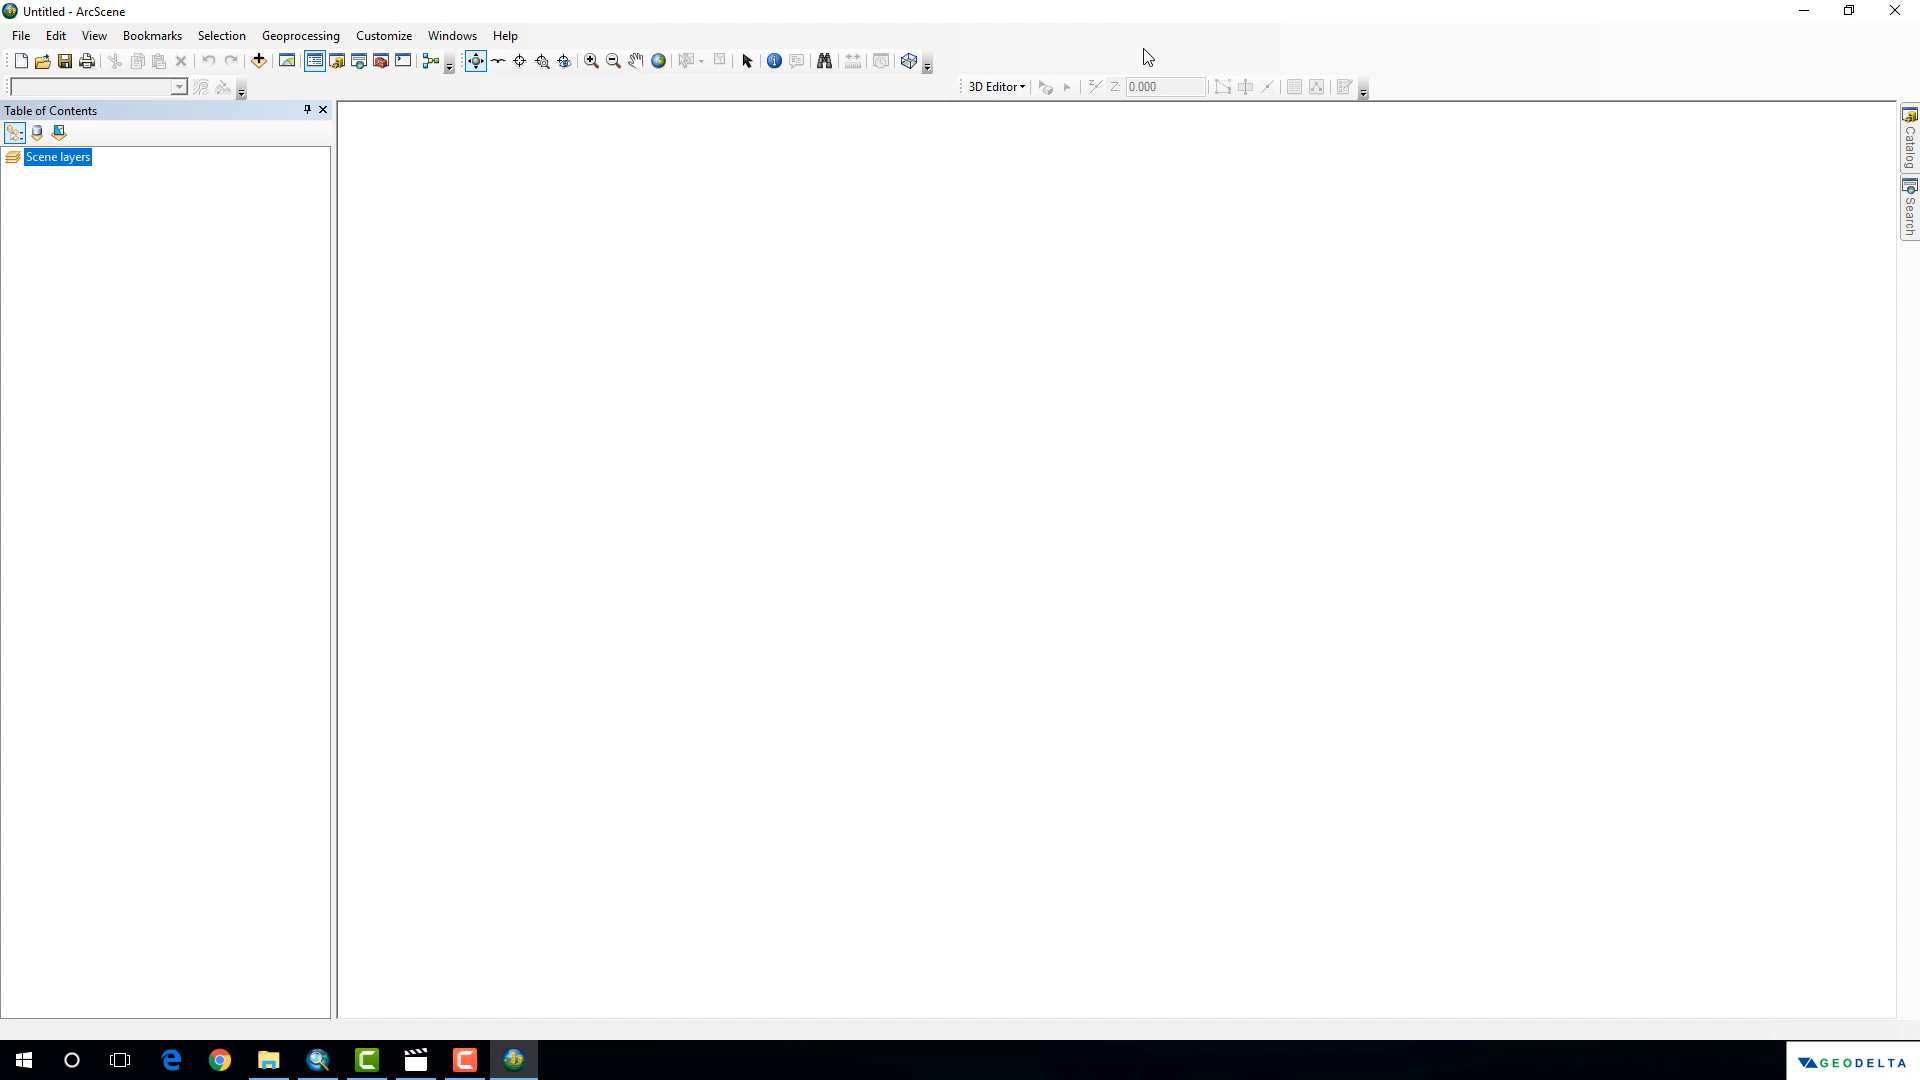 Untitled - ArcScene
File Edit View Bookmarks Selection Geoprocessing Customize Windows Help
3D Editor Z: 0.000
Table of Contents
Scene layers
Catalog
Search
GEODELTA